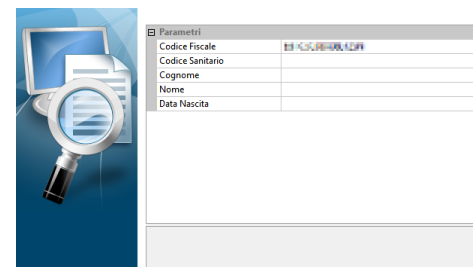 Parametri
Codice Fiscale
Codice Sanitario
Cognome
Nome
Data Nascita